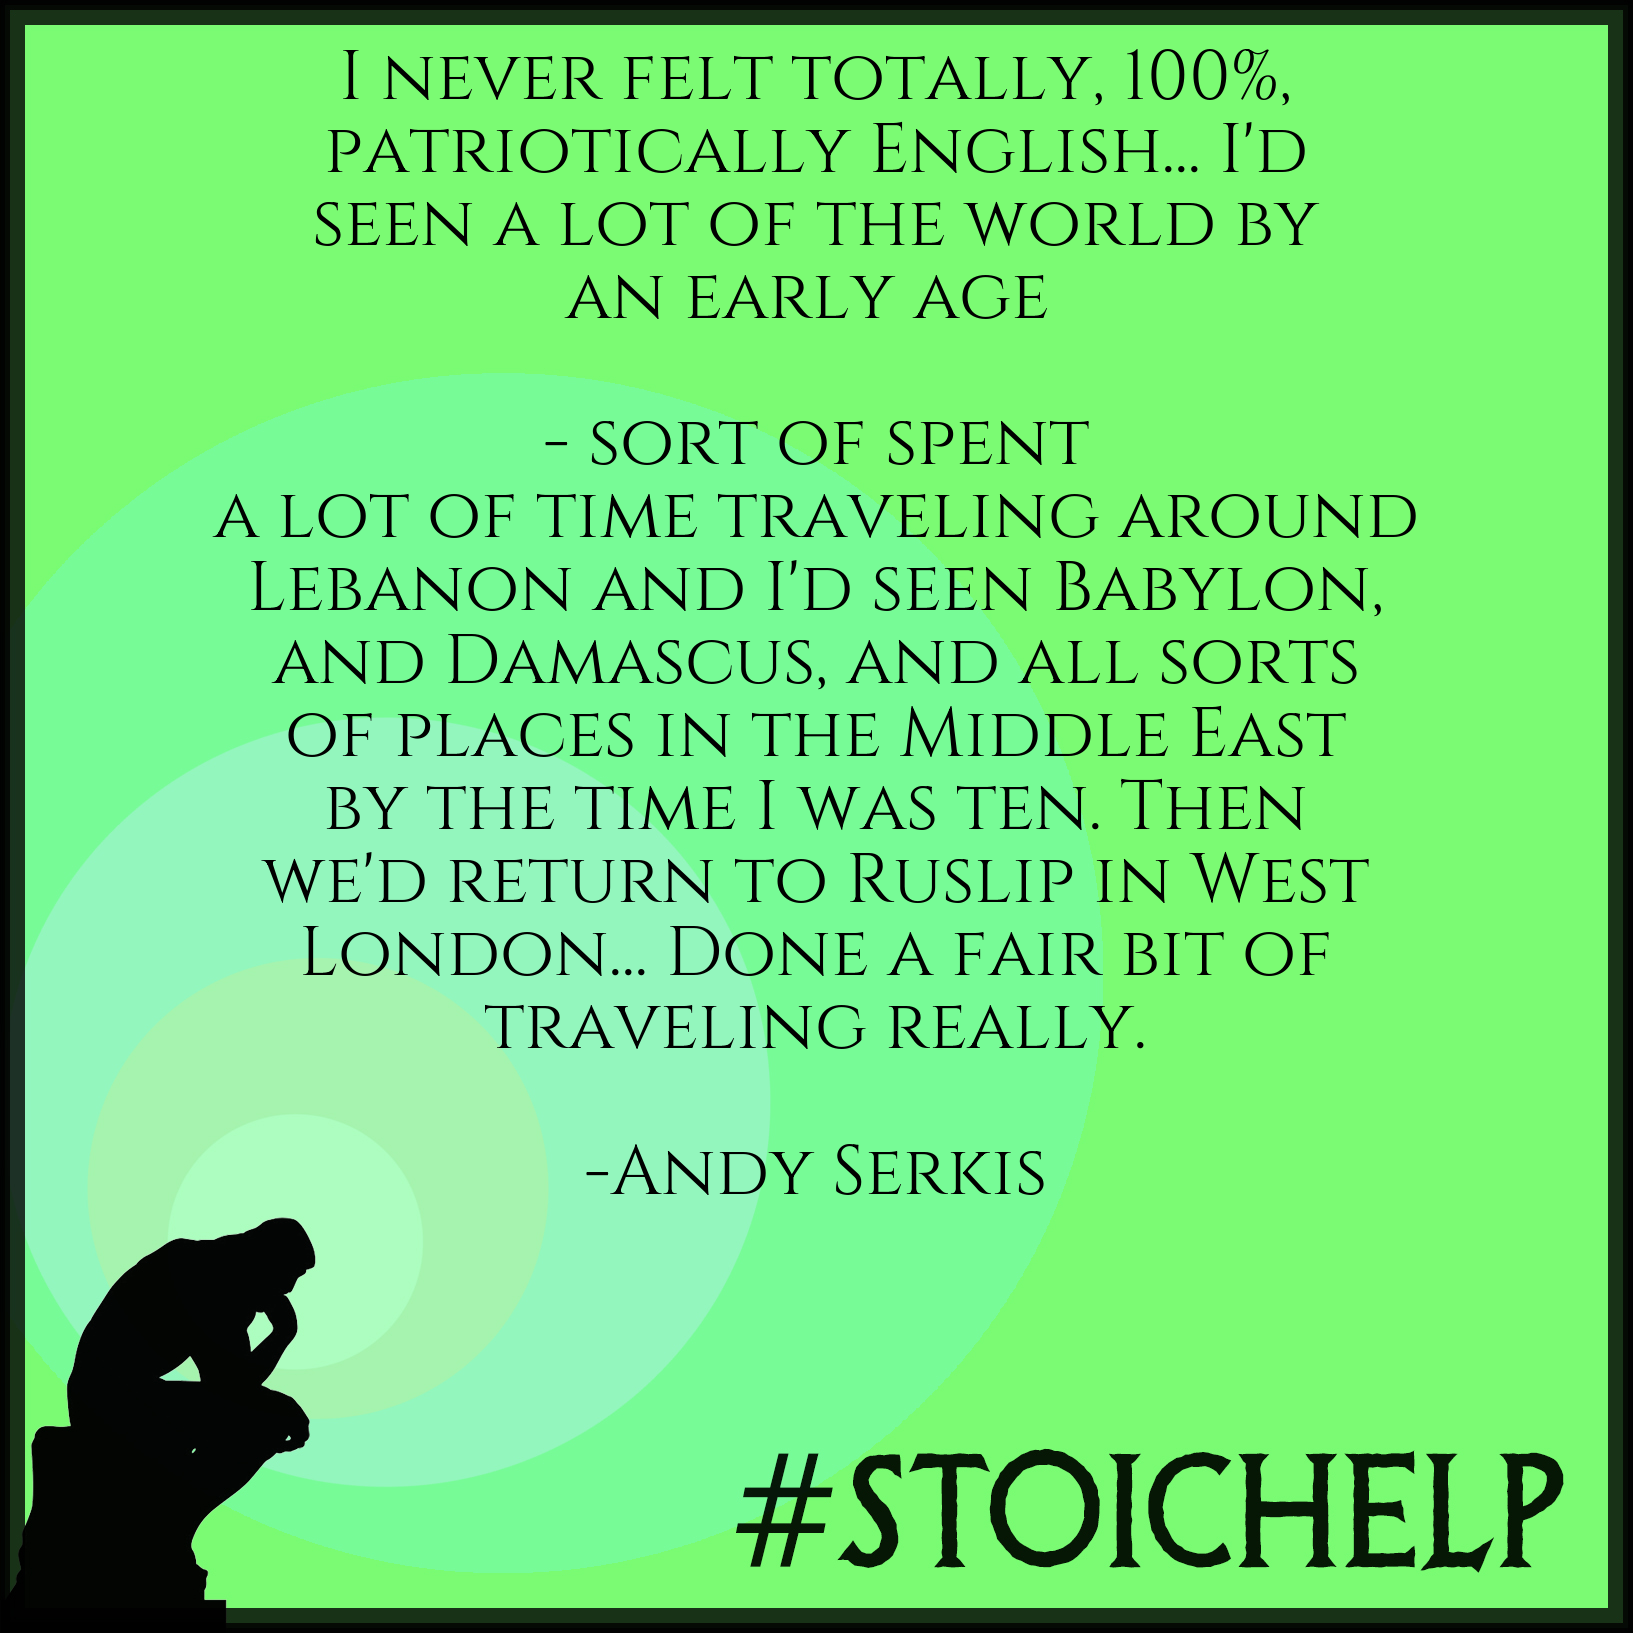 I never felt totally, 100%,
patriotically English... I'd
seen a lot of the world by
an early age
- sort of spent
a lot of time traveling around
Lebanon and I'd seen Babylon,
and Damascus, and all sorts
of places in the Middle East
by the time I was ten. Then
we'd return to Ruslip in West
London... Done a fair bit of
traveling really.
-Andy Serkis
#STOICHELP